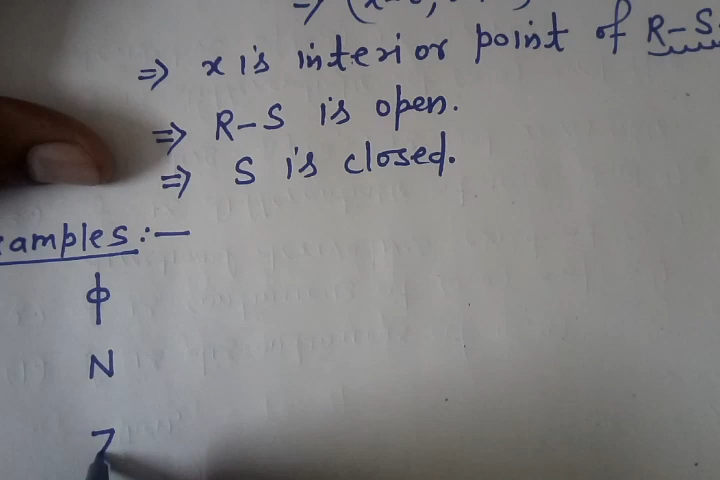 ⇒ x is interior point of R-S
⇒ R-S is open.
⇒ S is closed.
amples:-
ϕ
N
Z